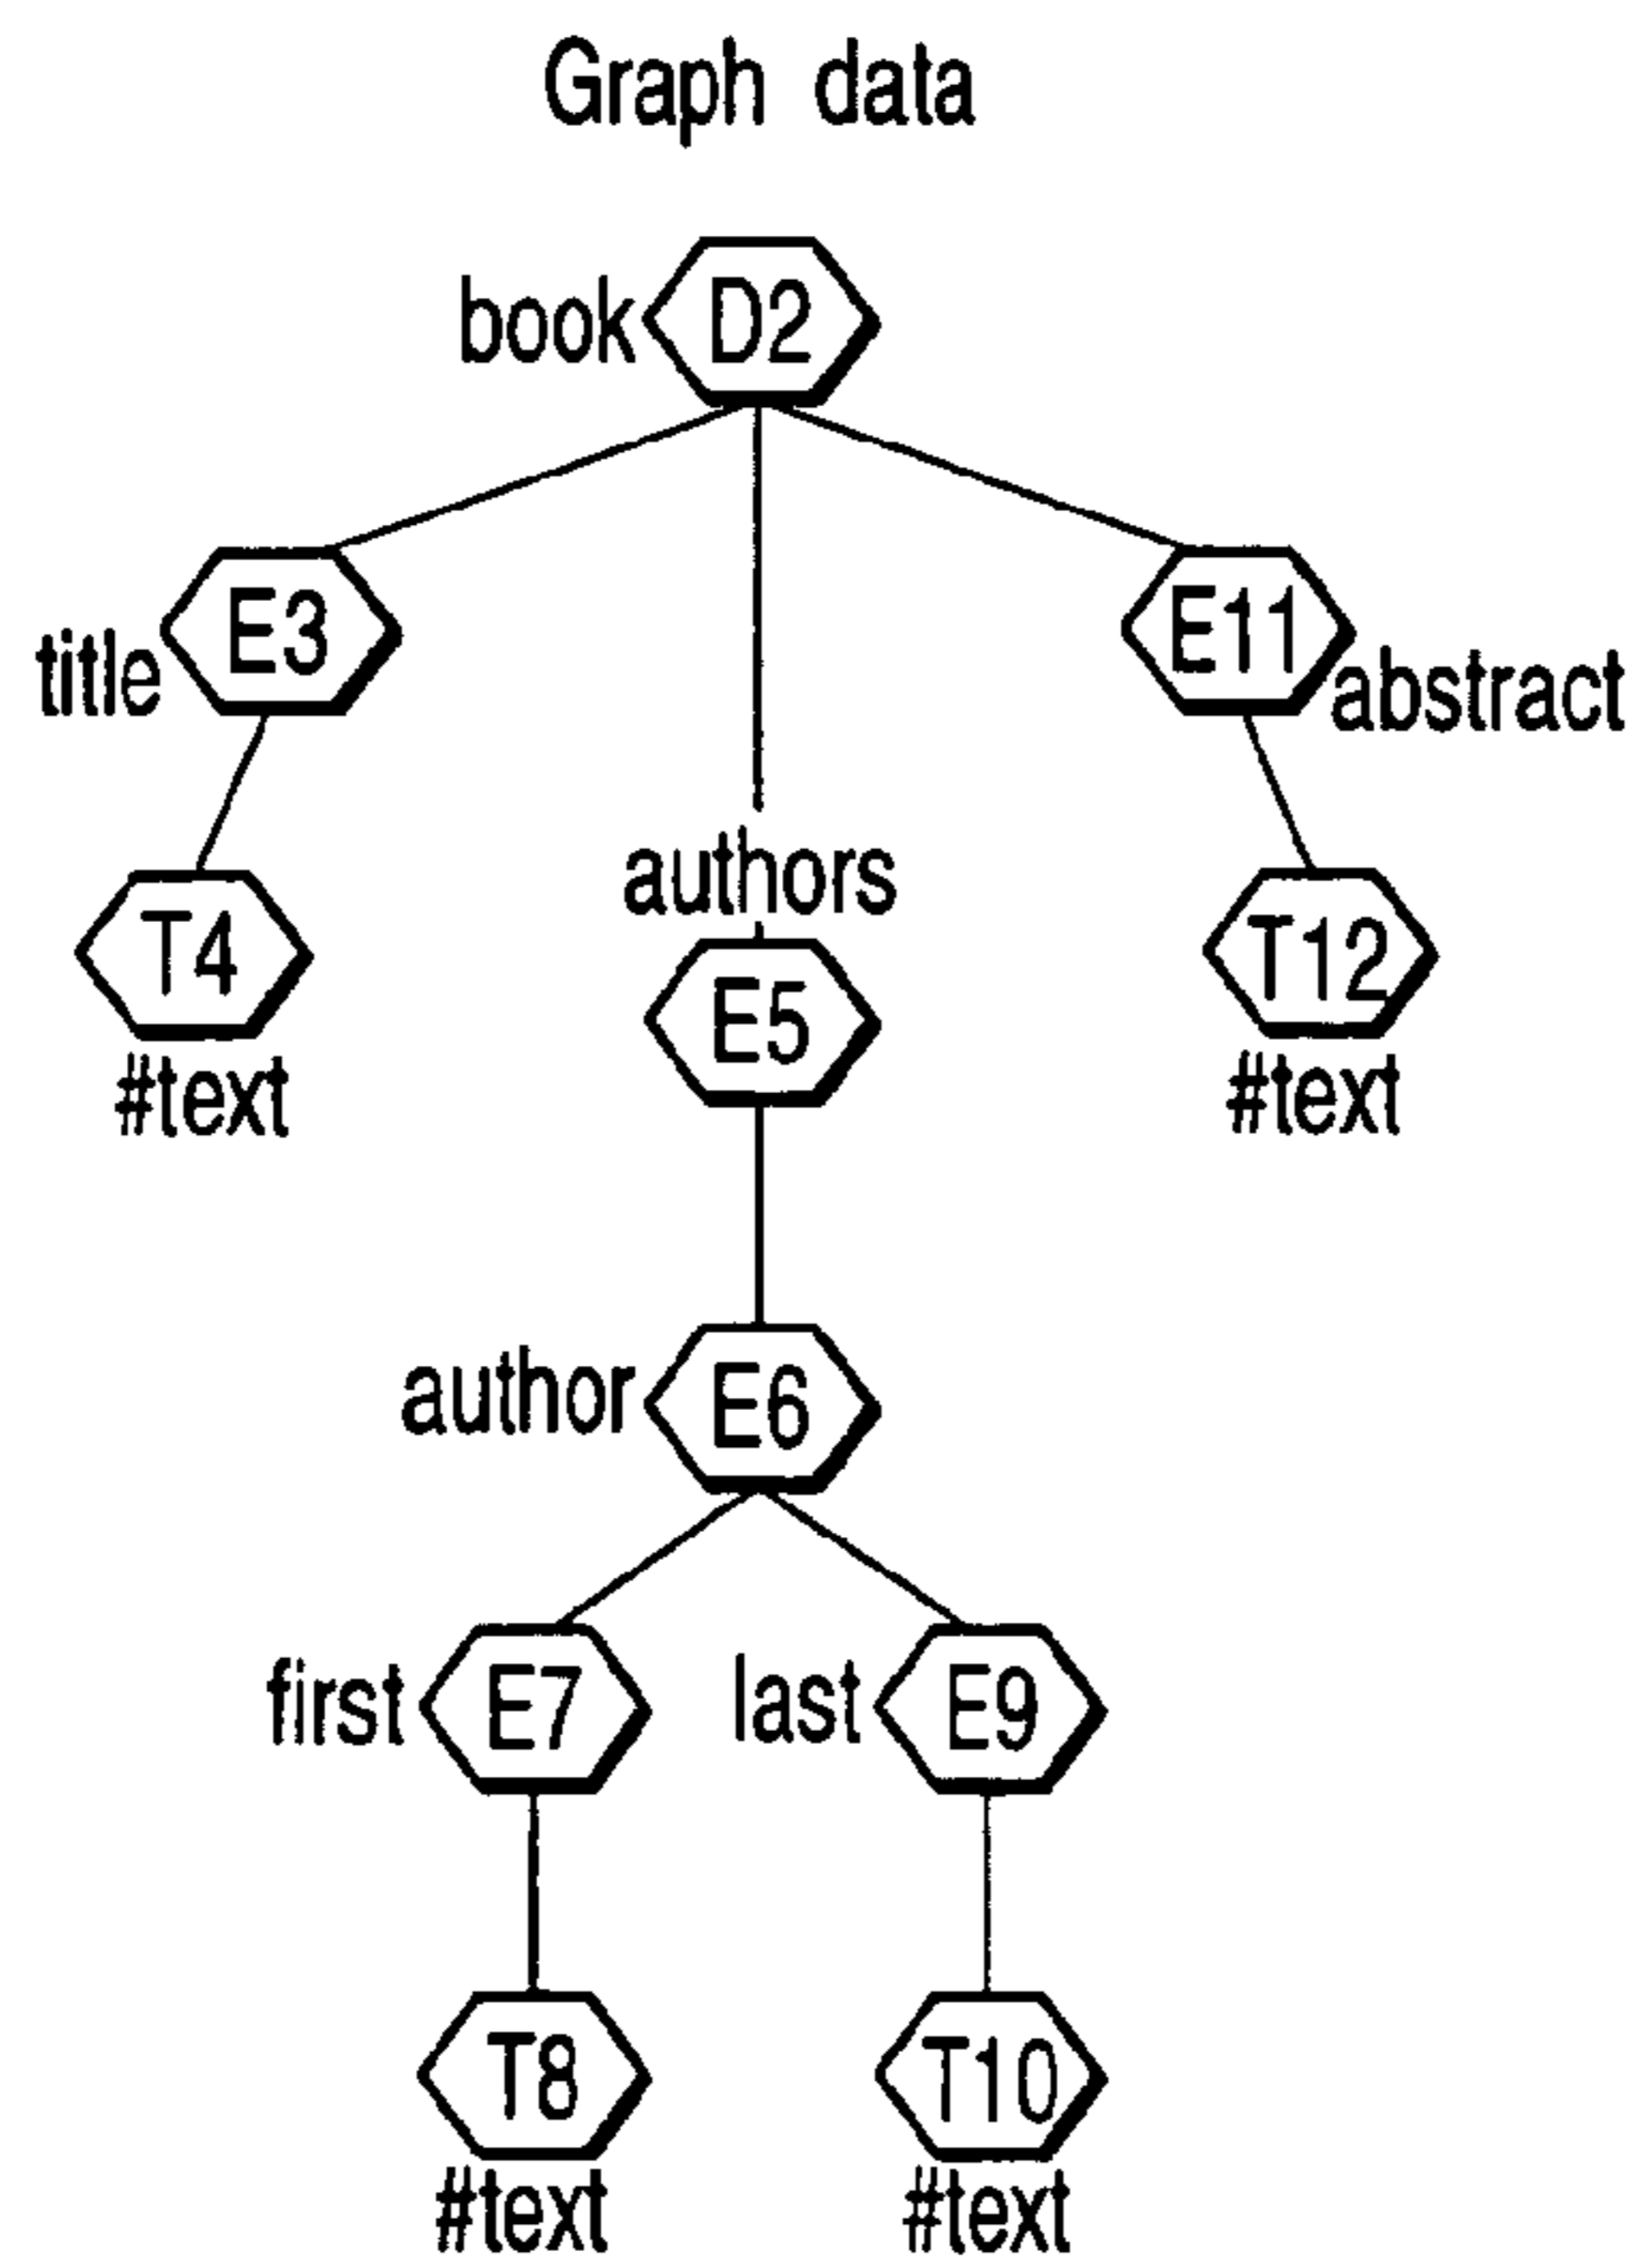 Graph data
book D2
E3
title
E11
abstract
authors
T4
#text
T12
#text
E5
author E6
first E7
last E9
T8
#text
T10
#text